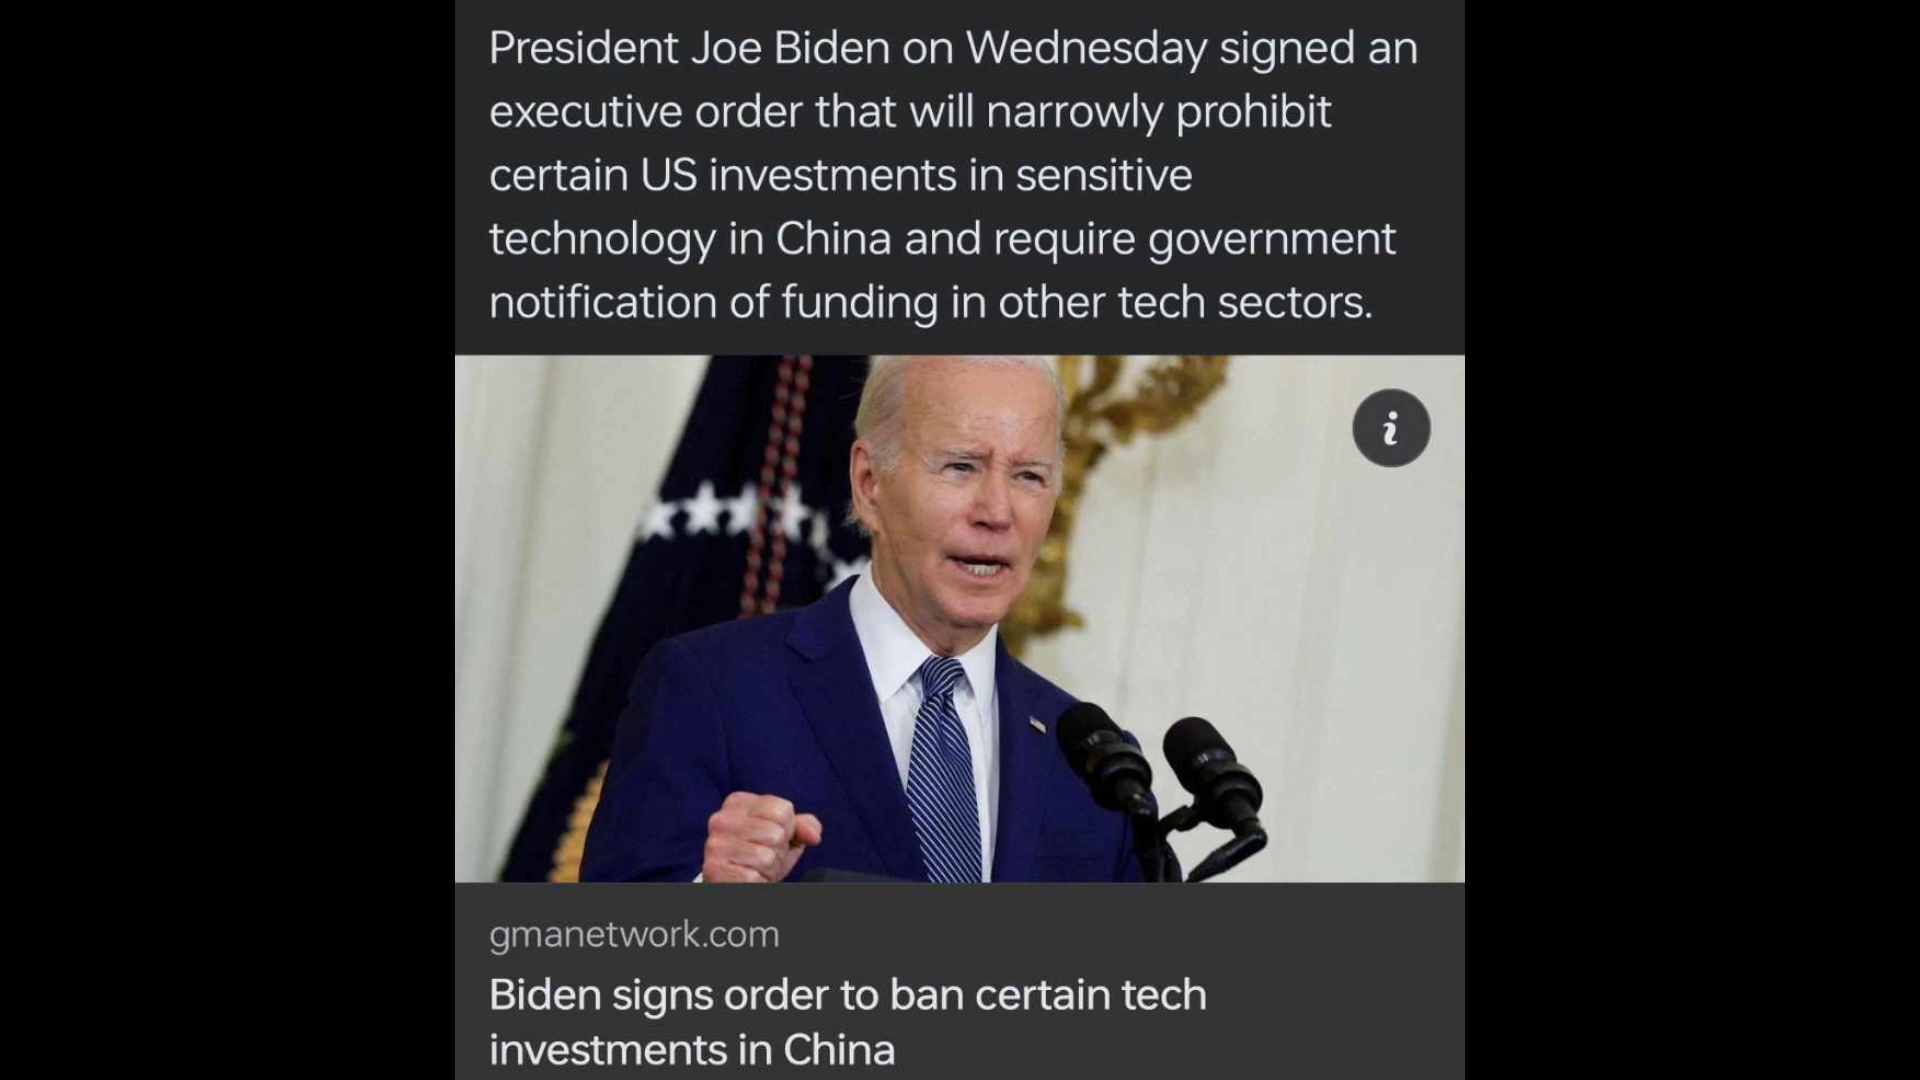 President Joe Biden on Wednesday signed an
executive order that will narrowly prohibit
certain US investments in sensitive
technology in China and require government
notification of funding in other tech sectors.
i
gmanetwork.com
Biden signs order to ban certain tech
investments in China